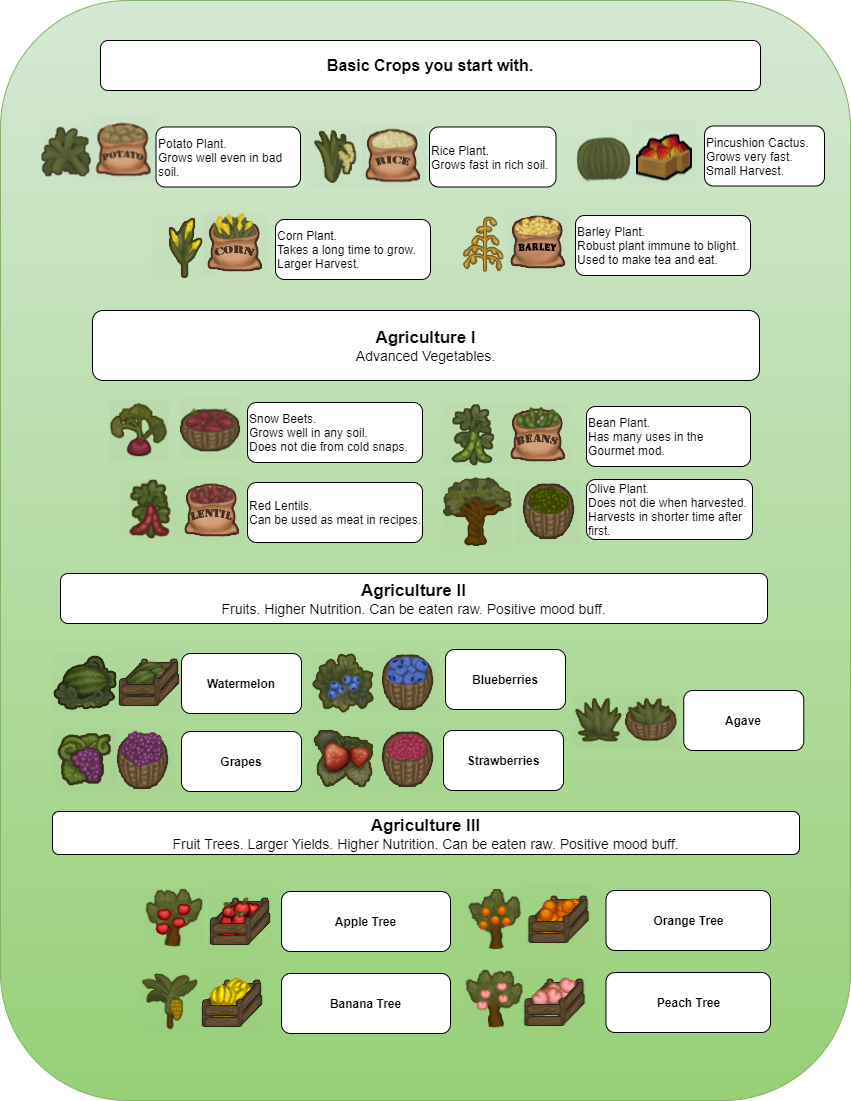 Basic Crops you start with.
POTATO
Potato Plant.
Grows well even in bad
soil.
RICE
Rice Plant.
Grows fast in rich soil.
Pincushion Cactus.
Grows very fast.
Small Harvest.
CORN
Corn Plant.
Takes a long time to grow.
Larger Harvest.
BARLEY
Barley Plant.
Robust plant immune to blight.
Used to make tea and eat.
Agriculture I
Advanced Vegetables.
Snow Beets.
Grows well in any soil.
Does not die from cold snaps.
BEANS
Bean Plant.
Has many uses in the
Gourmet mod.
LENTIL
Red Lentils.
Can be used as meat in recipes.
Olive Plant.
Does not die when harvested.
Harvests in shorter time after
first.
Agriculture II
Fruits. Higher Nutrition. Can be eaten raw. Positive mood buff.
Watermelon
Blueberries
Agave
Grapes
Strawberries
Agriculture III
Fruit Trees. Larger Yields. Higher Nutrition. Can be eaten raw. Positive mood buff.
Apple Tree
Orange Tree
Banana Tree
Peach Tree